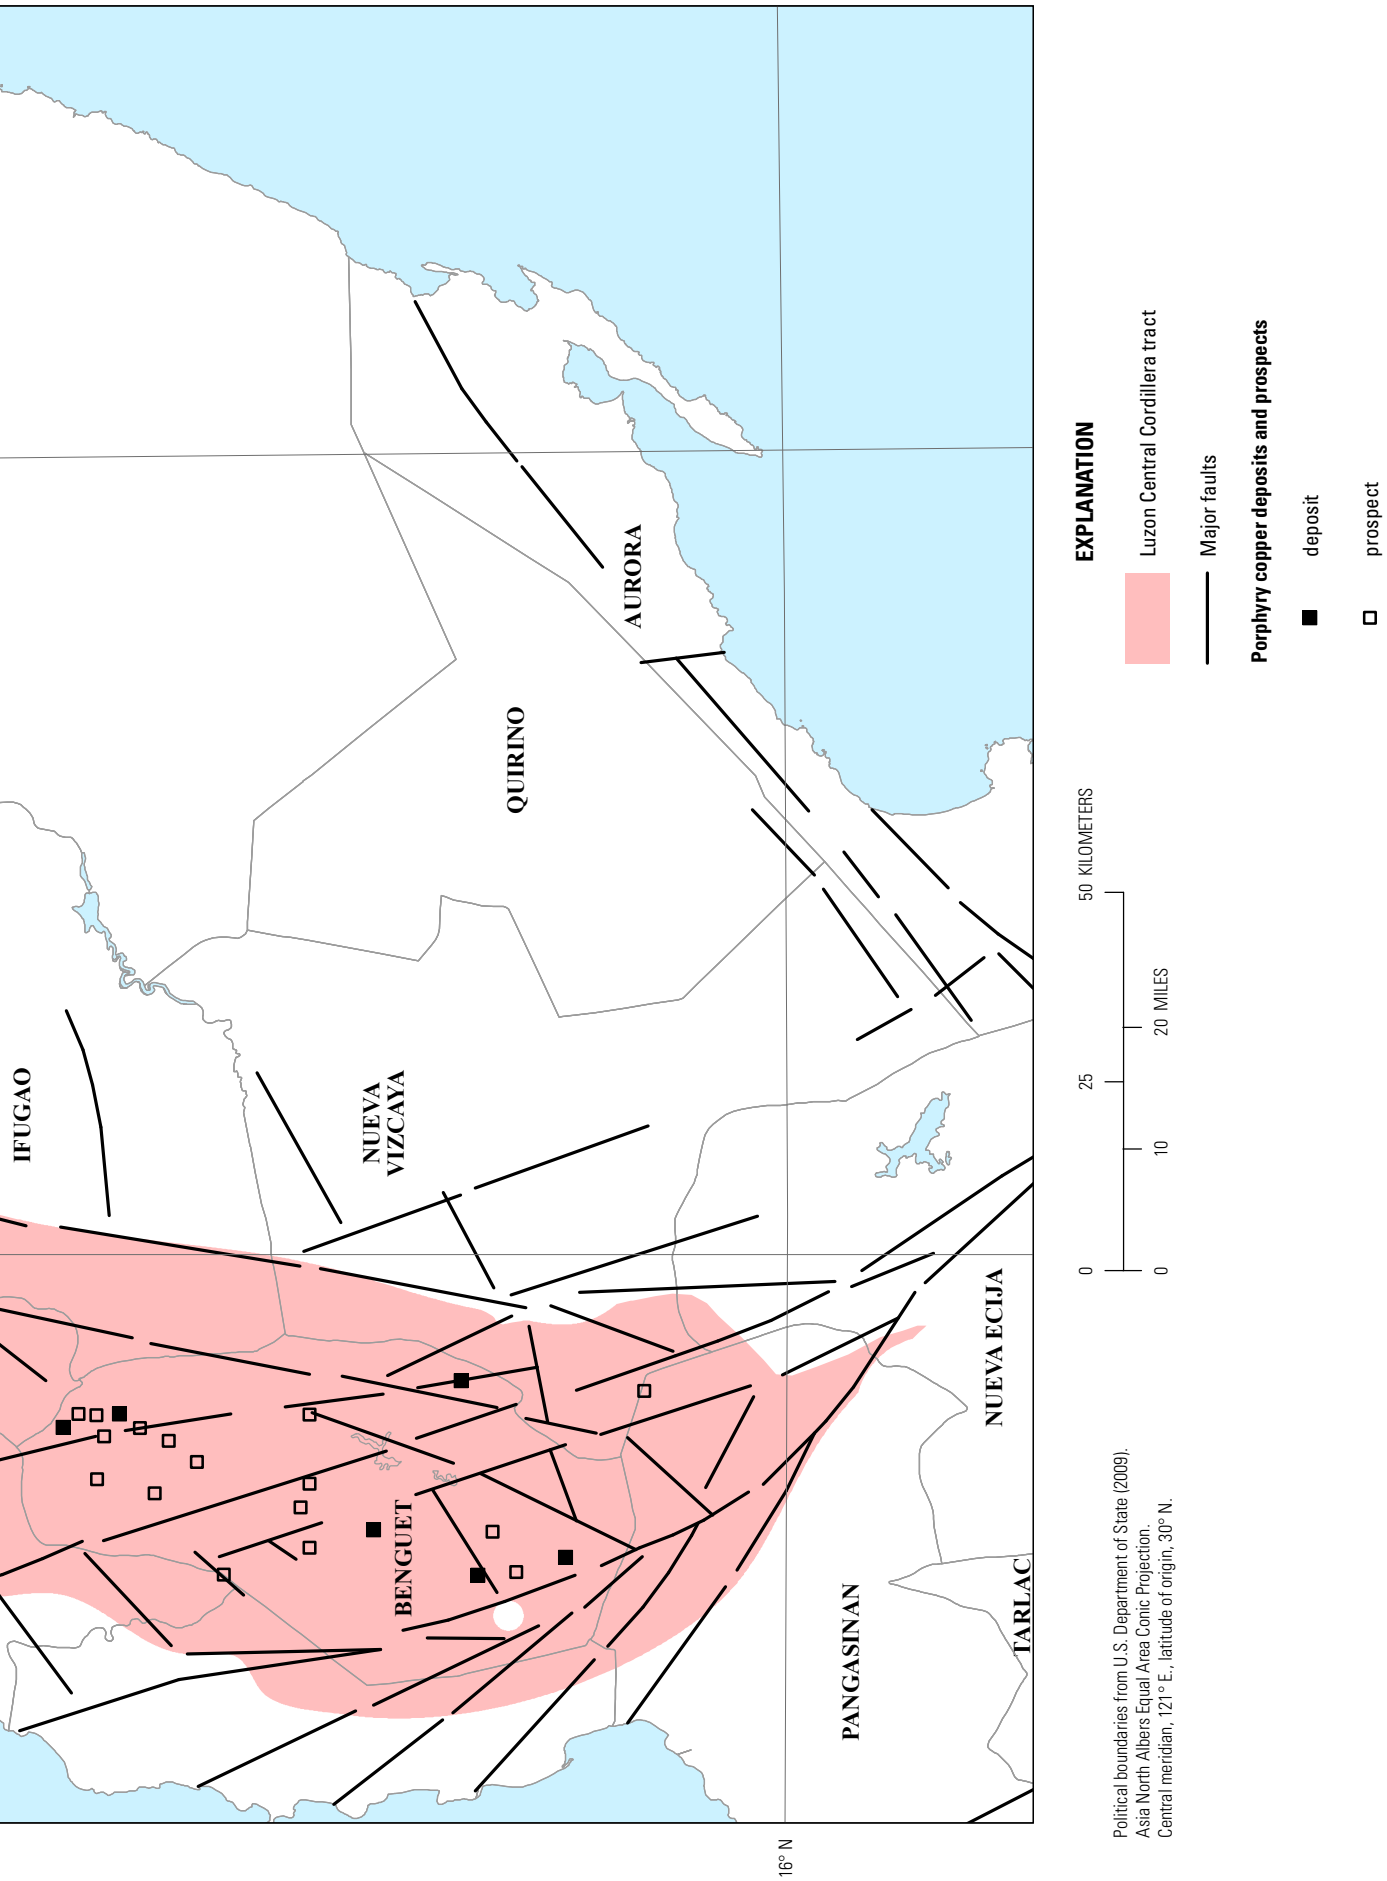 IFUGAO
NUEVA
VIZCAYA
QUIRINO
AURORA
BENGUET
PANGASINAN
NUEVA ECIJA
TARLAC
16° N
EXPLANATION
Luzon Central Cordillera tract
Major faults
Porphyry copper deposits and prospects
deposit
prospect
0 25 50 KILOMETERS
0 10 20 MILES
Political boundaries from U.S. Department of State (2009).
Asia North Albers Equal Area Conic Projection.
Central meridian, 121° E., latitude of origin, 30° N.